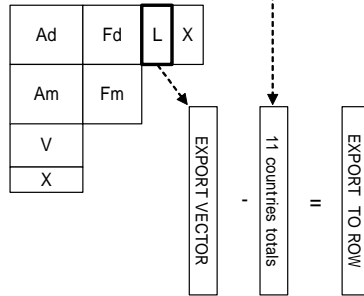 Ad Fd L X
Am Fm
V
X
EXPORT VECTOR
-
11 countries totals
=
EXPORT TO ROW